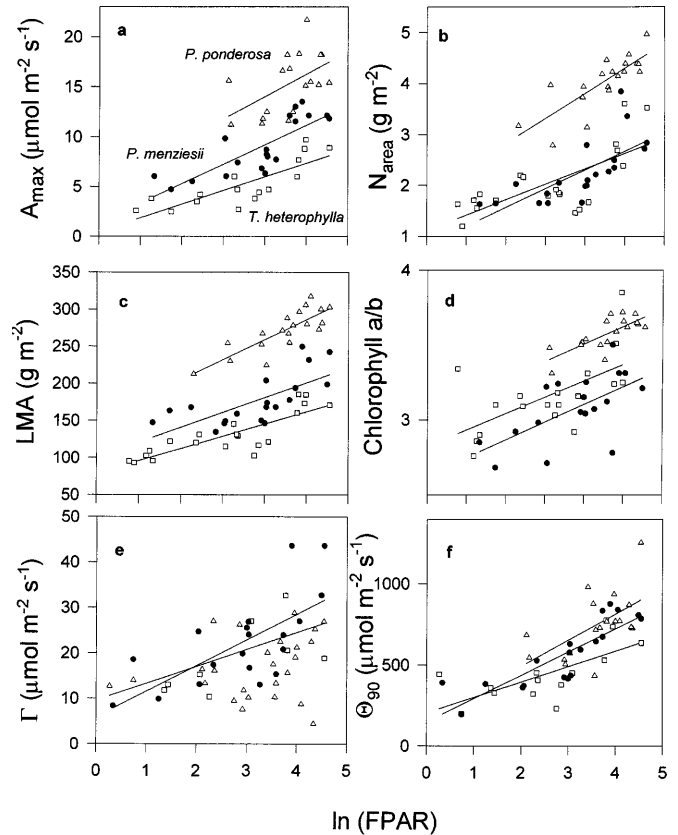 a
b
20
15
10
5
0
A_max (μmol m⁻² s⁻¹)
P. ponderosa
P. menziesii
T. heterophylla
5
4
3
2
1
N_area (g m⁻²)
c
d
350
300
250
200
150
100
50
LMA (g m⁻²)
4
3
Chlorophyll a/b
e
f
50
40
30
20
10
0
Γ (μmol m⁻² s⁻¹)
1000
500
0
Θ₉₀ (μmol m⁻² s⁻¹)
0 1 2 3 4 5
0 1 2 3 4 5
ln (FPAR)